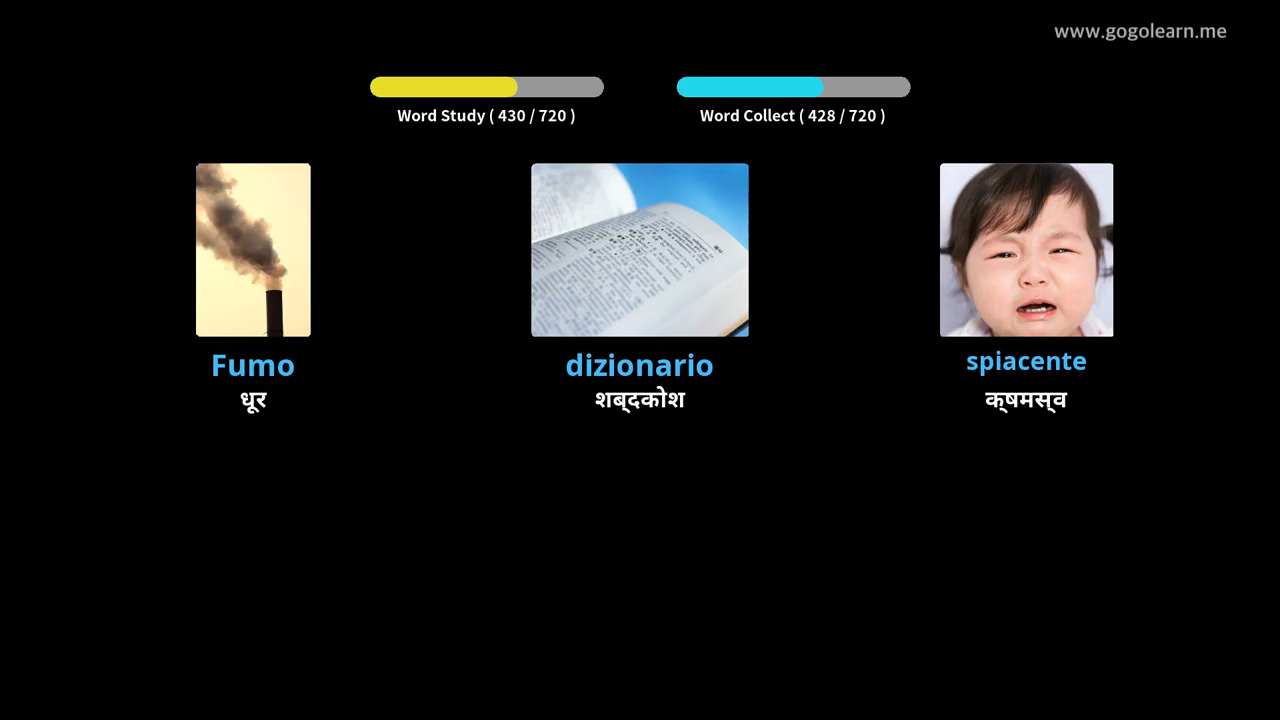 www.gogolearn.me
Word Study ( 430 / 720 )
Word Collect ( 428 / 720 )
Fumo
dizionario
spiacente
धूर
शब्‌दकोश
क्‌षमस्‌व